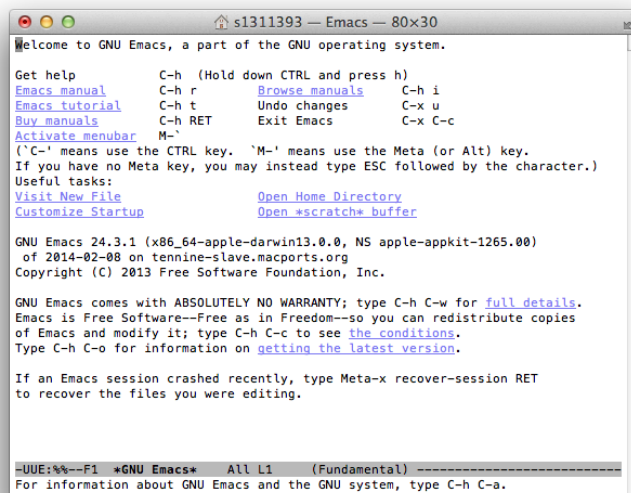 s1311393 — Emacs — 80×30
Welcome to GNU Emacs, a part of the GNU operating system.
Get help C-h (Hold down CTRL and press h)
Emacs manual C-h r Browse manuals C-h i
Emacs tutorial C-h t Undo changes C-x u
Buy manuals C-h RET Exit Emacs C-x C-c
Activate menubar M-`
(`C-' means use the CTRL key. `M-' means use the Meta (or Alt) key.
If you have no Meta key, you may instead type ESC followed by the character.)
Useful tasks:
Visit New File Open Home Directory
Customize Startup Open *scratch* buffer
GNU Emacs 24.3.1 (x86_64-apple-darwin13.0.0, NS apple-appkit-1265.00)
of 2014-02-08 on tennine-slave.macports.org
Copyright (C) 2013 Free Software Foundation, Inc.
GNU Emacs comes with ABSOLUTELY NO WARRANTY; type C-h C-w for full details.
Emacs is Free Software--Free as in Freedom--so you can redistribute copies
of Emacs and modify it; type C-h C-c to see the conditions.
Type C-h C-o for information on getting the latest version.
If an Emacs session crashed recently, type Meta-x recover-session RET
to recover the files you were editing.
-UUE:%%--F1 *GNU Emacs* All L1 (Fundamental) ---------------------------
For information about GNU Emacs and the GNU system, type C-h C-a.